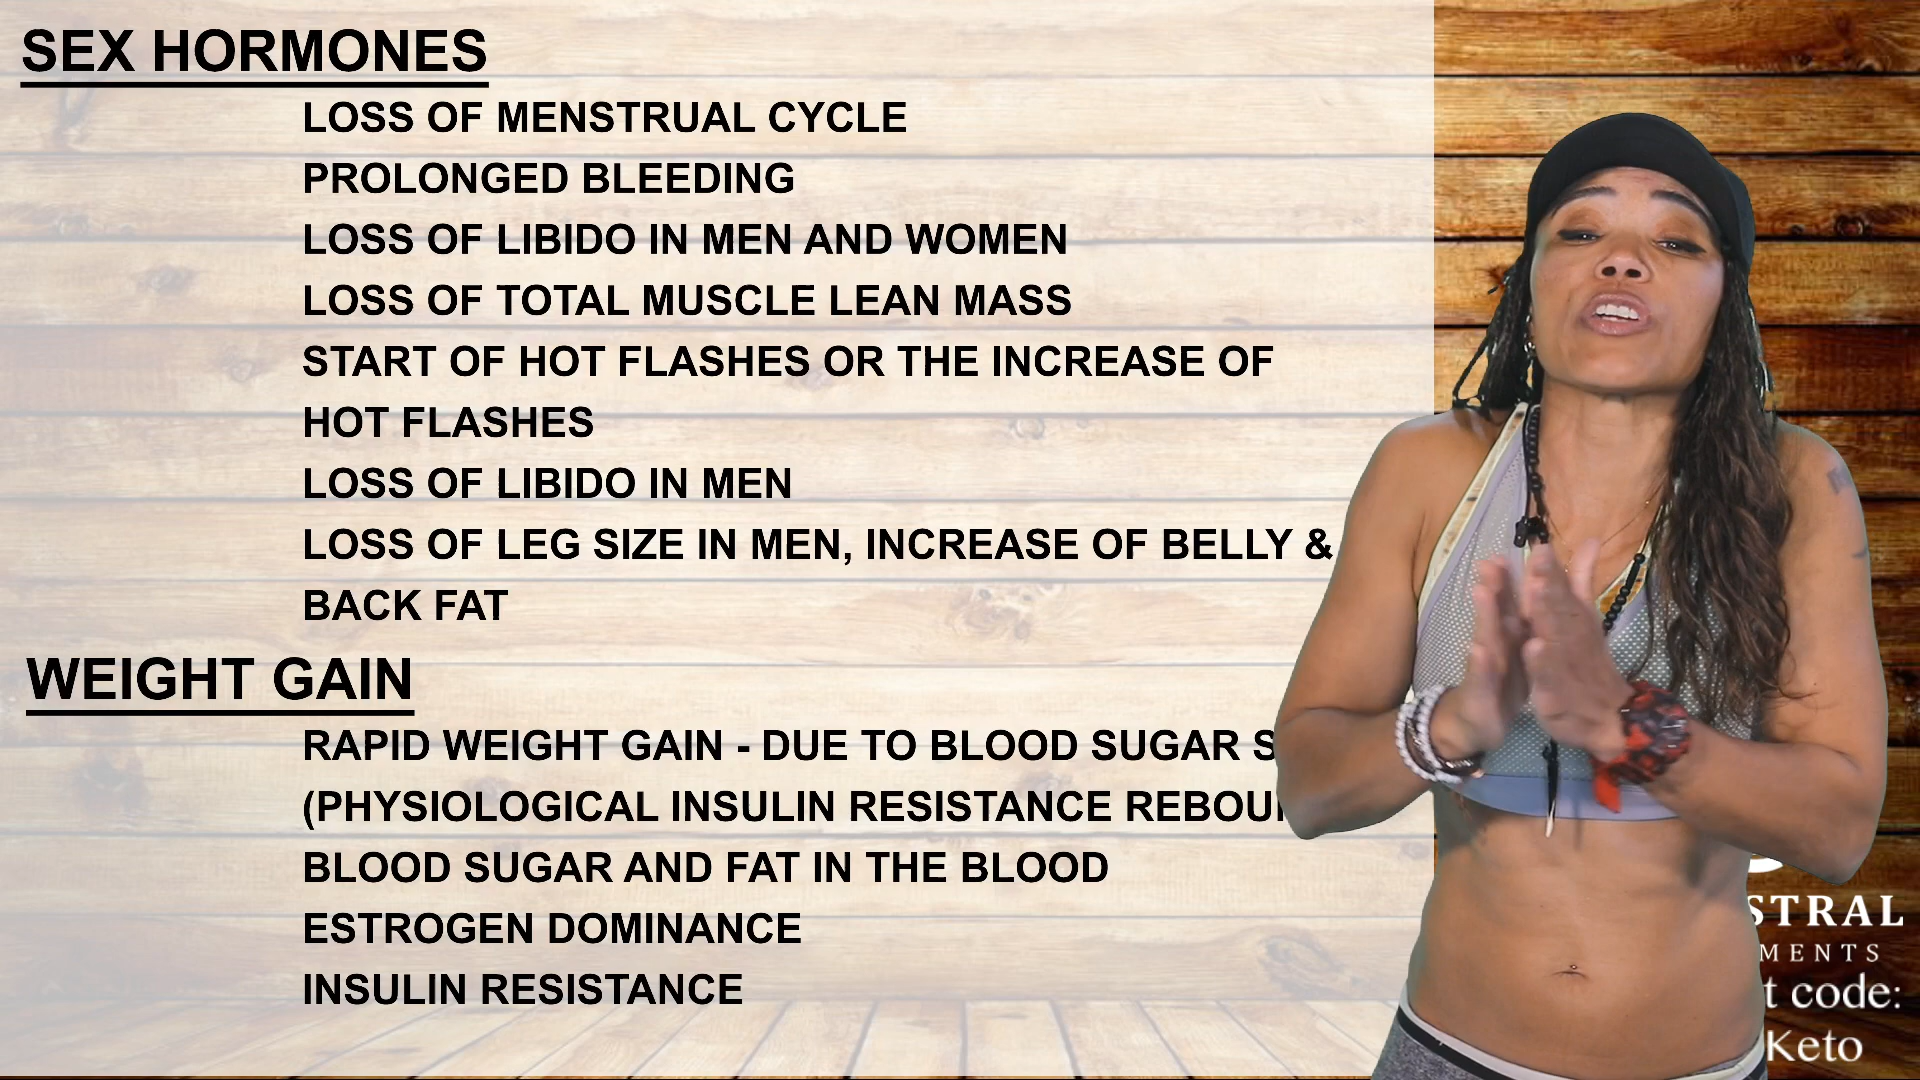 SEX HORMONES
LOSS OF MENSTRUAL CYCLE
PROLONGED BLEEDING
LOSS OF LIBIDO IN MEN AND WOMEN
LOSS OF TOTAL MUSCLE LEAN MASS
START OF HOT FLASHES OR THE INCREASE OF
HOT FLASHES
LOSS OF LIBIDO IN MEN
LOSS OF LEG SIZE IN MEN, INCREASE OF BELLY &
BACK FAT
WEIGHT GAIN
RAPID WEIGHT GAIN - DUE TO BLOOD SUGAR
(PHYSIOLOGICAL INSULIN RESISTANCE
BLOOD SUGAR AND FAT IN THE BLOOD
ESTROGEN DOMINANCE
INSULIN RESISTANCE
code:
Keto